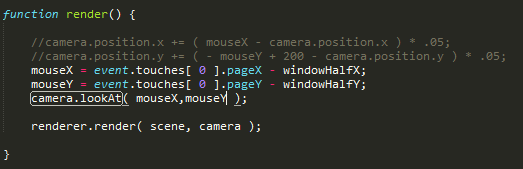 function render() {
//camera.position.x += ( mouseX - camera.position.x ) * .05;
//camera.position.y += ( - mouseY + 200 - camera.position.y ) * .05;
mouseX = event.touches[ 0 ].pageX - windowHalfX;
mouseY = event.touches[ 0 ].pageY - windowHalfY;
camera.lookAt( mouseX,mouseY );
renderer.render( scene, camera );
}